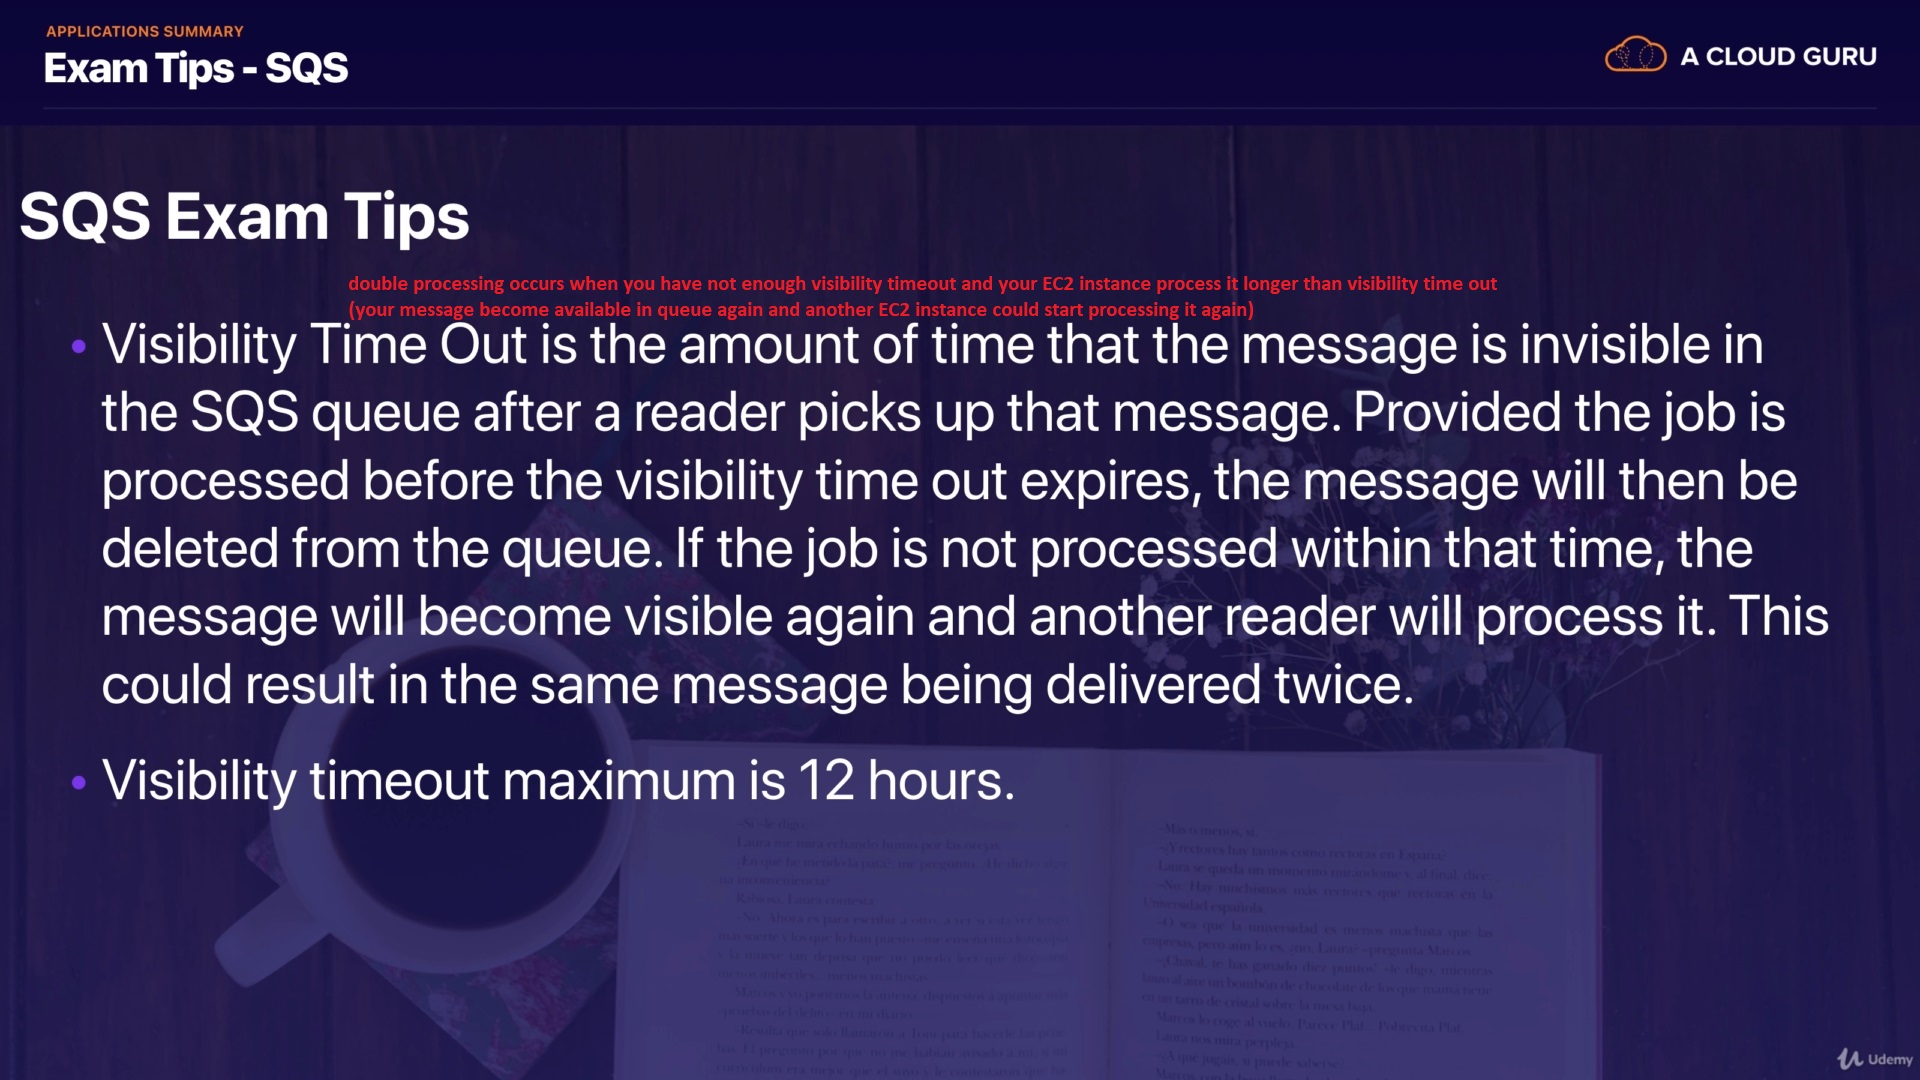 APPLICATIONS SUMMARY
Exam Tips - SQS
A CLOUD GURU
SQS Exam Tips
double processing occurs when you have not enough visibility timeout and your EC2 instance process it longer than visibility time out
(your message become available in queue again and another EC2 instance could start processing it again)
• Visibility Time Out is the amount of time that the message is invisible in
the SQS queue after a reader picks up that message. Provided the job is
processed before the visibility time out expires, the message will then be
deleted from the queue. If the job is not processed within that time, the
message will become visible again and another reader will process it. This
could result in the same message being delivered twice.
• Visibility timeout maximum is 12 hours.
Udemy